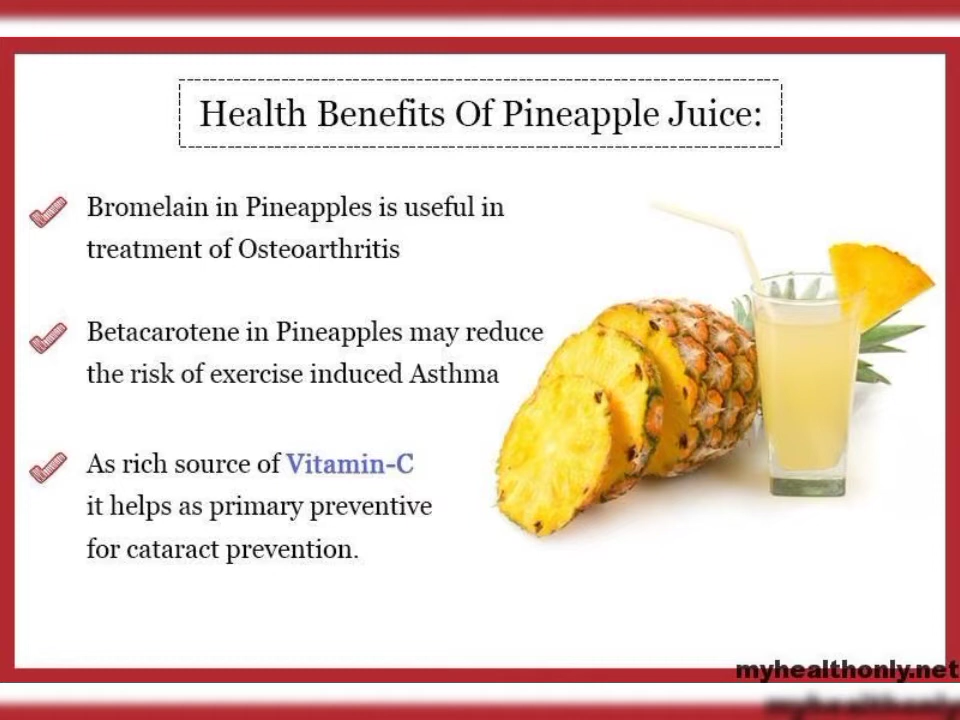 Health Benefits Of Pineapple Juice:
Bromelain in Pineapples is useful in
treatment of Osteoarthritis
Betacarotene in Pineapples may reduce
the risk of exercise induced Asthma
As rich source of Vitamin-C
it helps as primary preventive
for cataract prevention.
myhealthonly.net
myhealthonly